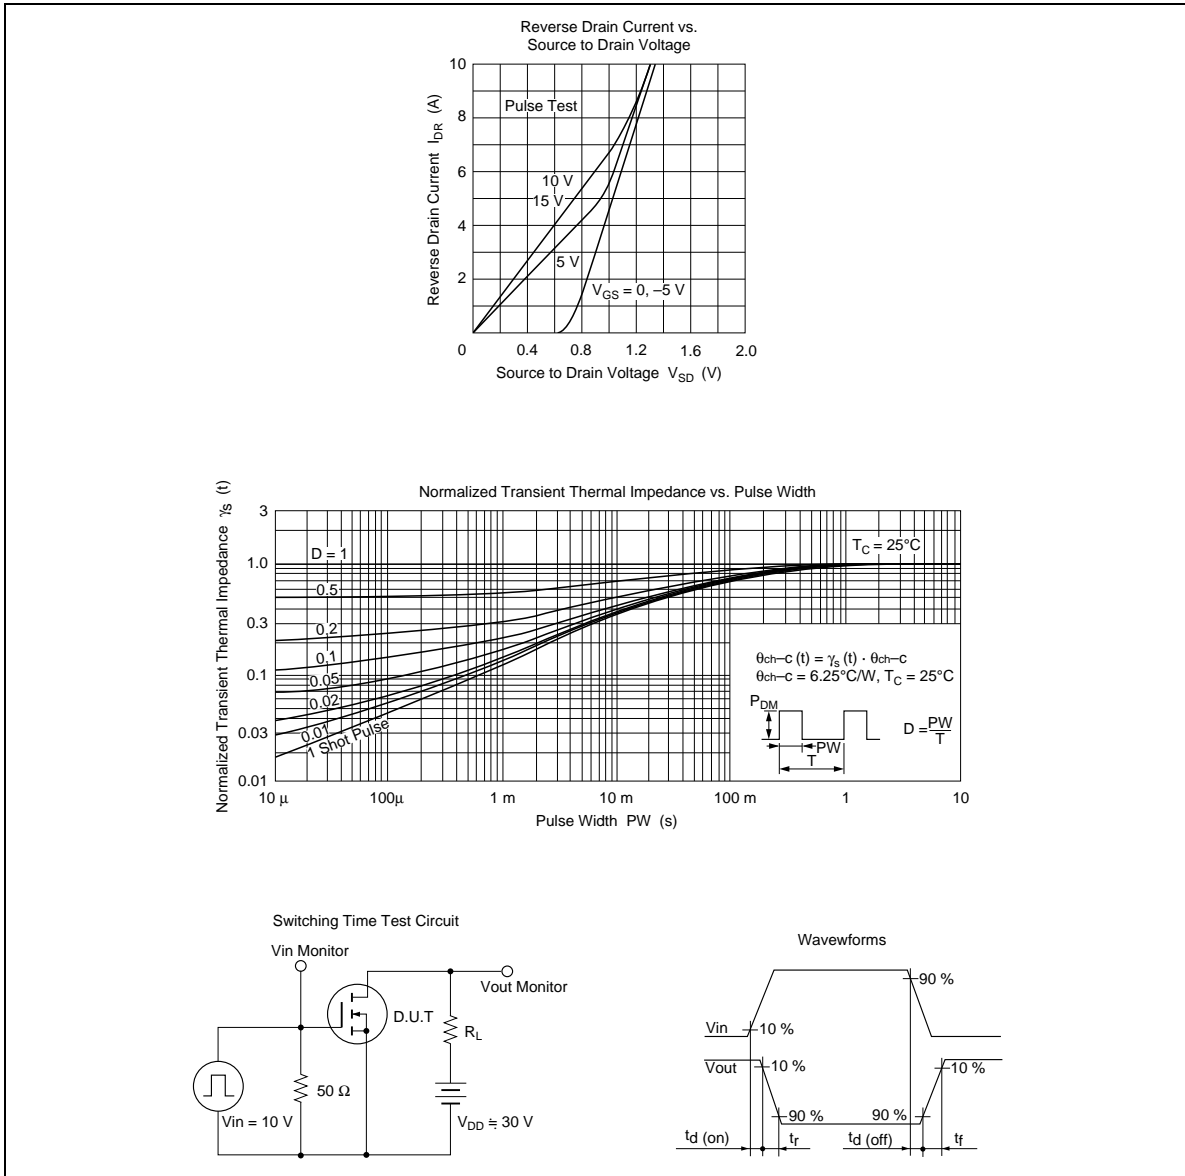 Reverse Drain Current vs.
Source to Drain Voltage
Reverse Drain Current I_DR (A)
10
8
6
4
2
0
Pulse Test
10 V
15 V
5 V
V_GS = 0, –5 V
0.4 0.8 1.2 1.6 2.0
Source to Drain Voltage V_SD (V)
Normalized Transient Thermal Impedance vs. Pulse Width
Normalized Transient Thermal Impedance γs (t)
3
1.0
0.3
0.1
0.03
0.01
D = 1
0.5
0.2
0.1
0.05
0.02
0.01
1 Shot Pulse
T_C = 25°C
θch–c (t) = γs (t) · θch–c
θch–c = 6.25°C/W, T_C = 25°C
P_DM
PW
T
D = PW
T
10 µ 100µ 1 m 10 m 100 m 1 10
Pulse Width PW (s)
Switching Time Test Circuit
Vin Monitor
Vout Monitor
D.U.T
R_L
50 Ω
Vin = 10 V
V_DD ≒ 30 V
Wavewforms
90 %
Vin
10 %
Vout
10 %
10 %
90 %
90 %
td (on)
tr
td (off)
tf